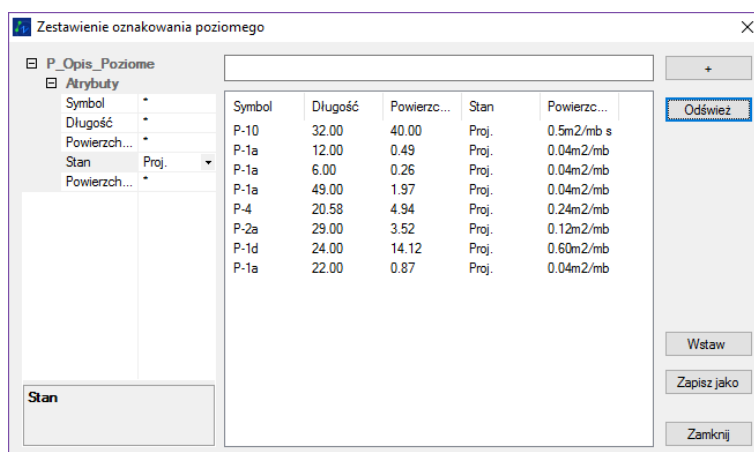 Zestawienie oznakowania poziomego
P_Opis_Poziome
Atrybuty
Symbol *
Długość *
Powierzch... *
Stan Proj.
Powierzch... *
Stan
Symbol Długość Powierzc... Stan Powierzc...
P-10 32.00 40.00 Proj. 0.5m2/mb s
P-1a 12.00 0.49 Proj. 0.04m2/mb
P-1a 6.00 0.26 Proj. 0.04m2/mb
P-1a 49.00 1.97 Proj. 0.04m2/mb
P-4 20.58 4.94 Proj. 0.24m2/mb
P-2a 29.00 3.52 Proj. 0.12m2/mb
P-1d 24.00 14.12 Proj. 0.60m2/mb
P-1a 22.00 0.87 Proj. 0.04m2/mb
+
Odśwież
Wstaw
Zapisz jako
Zamknij